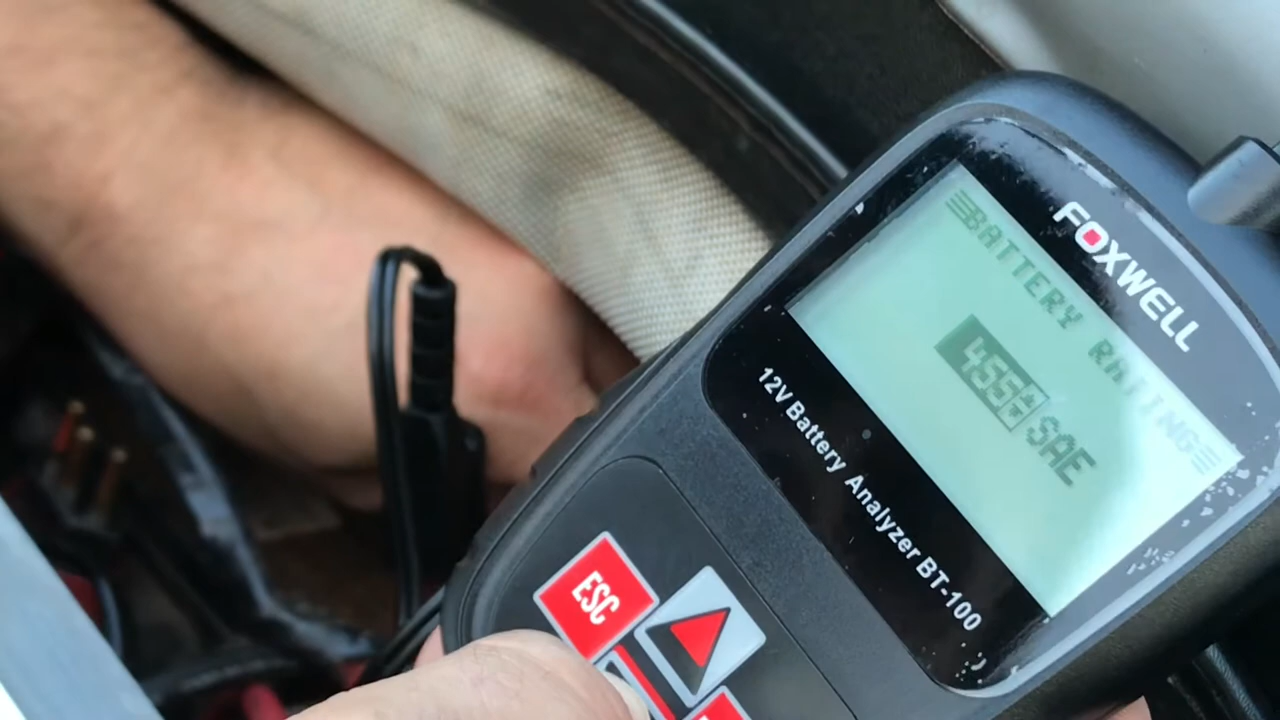 FOXWELL
BATTERY RATING
455 SAE
12V Battery Analyzer BT-100
ESC